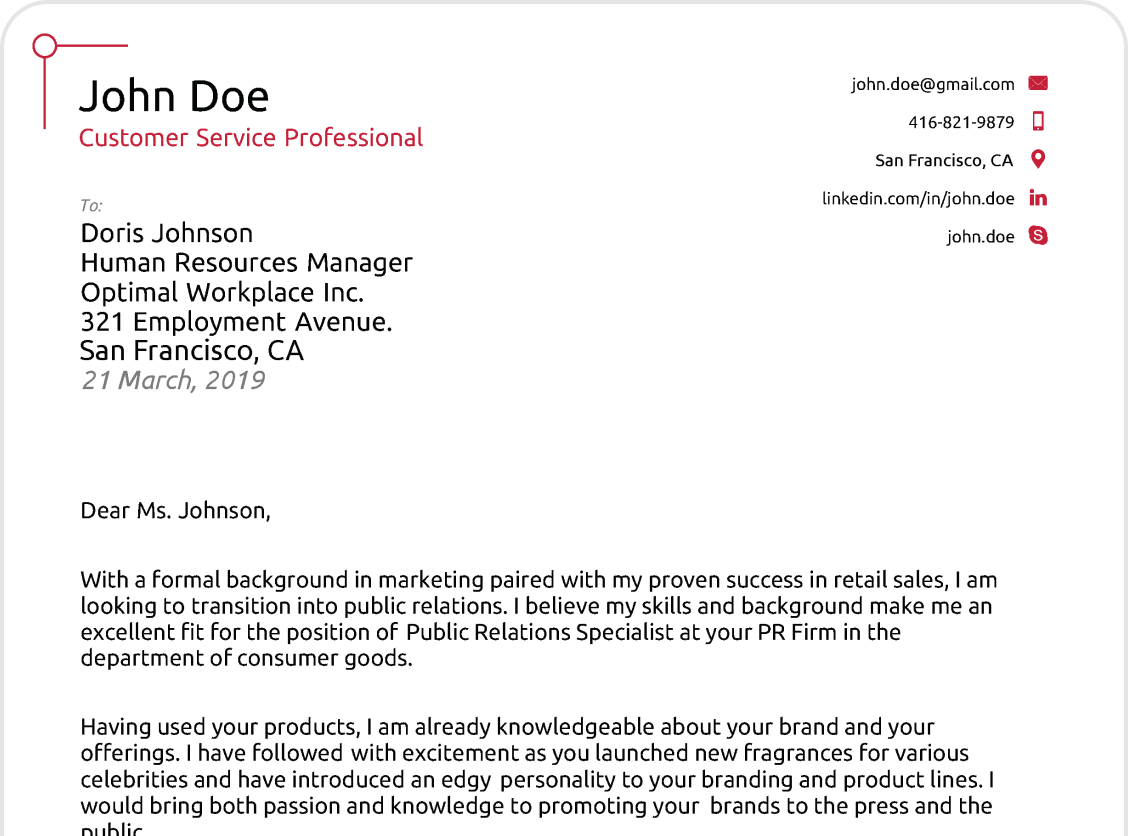 John Doe
Customer Service Professional
john.doe@gmail.com
416-821-9879
San Francisco, CA
linkedin.com/in/john.doe
john.doe
To:
Doris Johnson
Human Resources Manager
Optimal Workplace Inc.
321 Employment Avenue.
San Francisco, CA
21 March, 2019
Dear Ms. Johnson,
With a formal background in marketing paired with my proven success in retail sales, I am
looking to transition into public relations. I believe my skills and background make me an
excellent fit for the position of Public Relations Specialist at your PR Firm in the
department of consumer goods.
Having used your products, I am already knowledgeable about your brand and your
offerings. I have followed with excitement as you launched new fragrances for various
celebrities and have introduced an edgy personality to your branding and product lines. I
would bring both passion and knowledge to promoting your brands to the press and the
public.